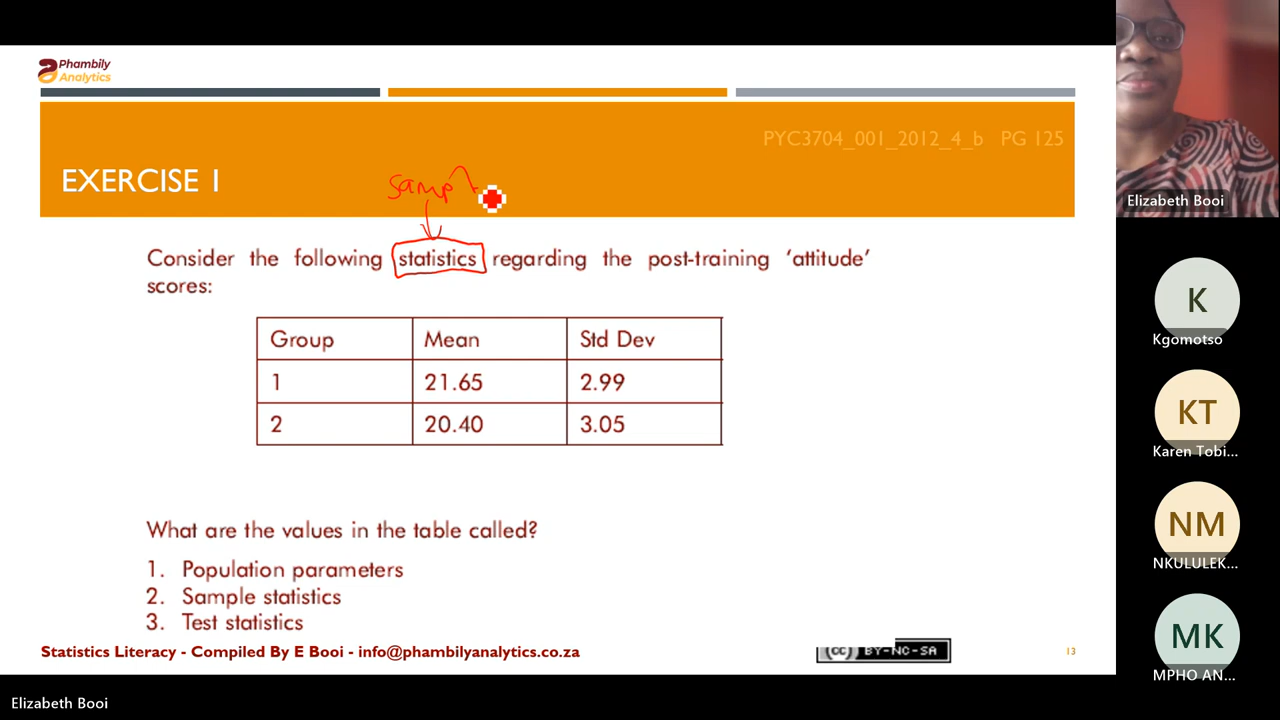 Phambily
Analytics
PYC3704_001_2012_4_b PG 125
EXERCISE 1
samp
Consider the following statistics regarding the post-training ‘attitude’
scores:
Group Mean Std Dev
1 21.65 2.99
2 20.40 3.05
What are the values in the table called?
1. Population parameters
2. Sample statistics
3. Test statistics
Statistics Literacy - Compiled By E Booi - info@phambilyanalytics.co.za
cc BY-NC-SA
13
Elizabeth Booi
Elizabeth Booi
K
Kgomotso
KT
Karen Tobi...
NM
NKULULEK...
MK
MPHO AN...